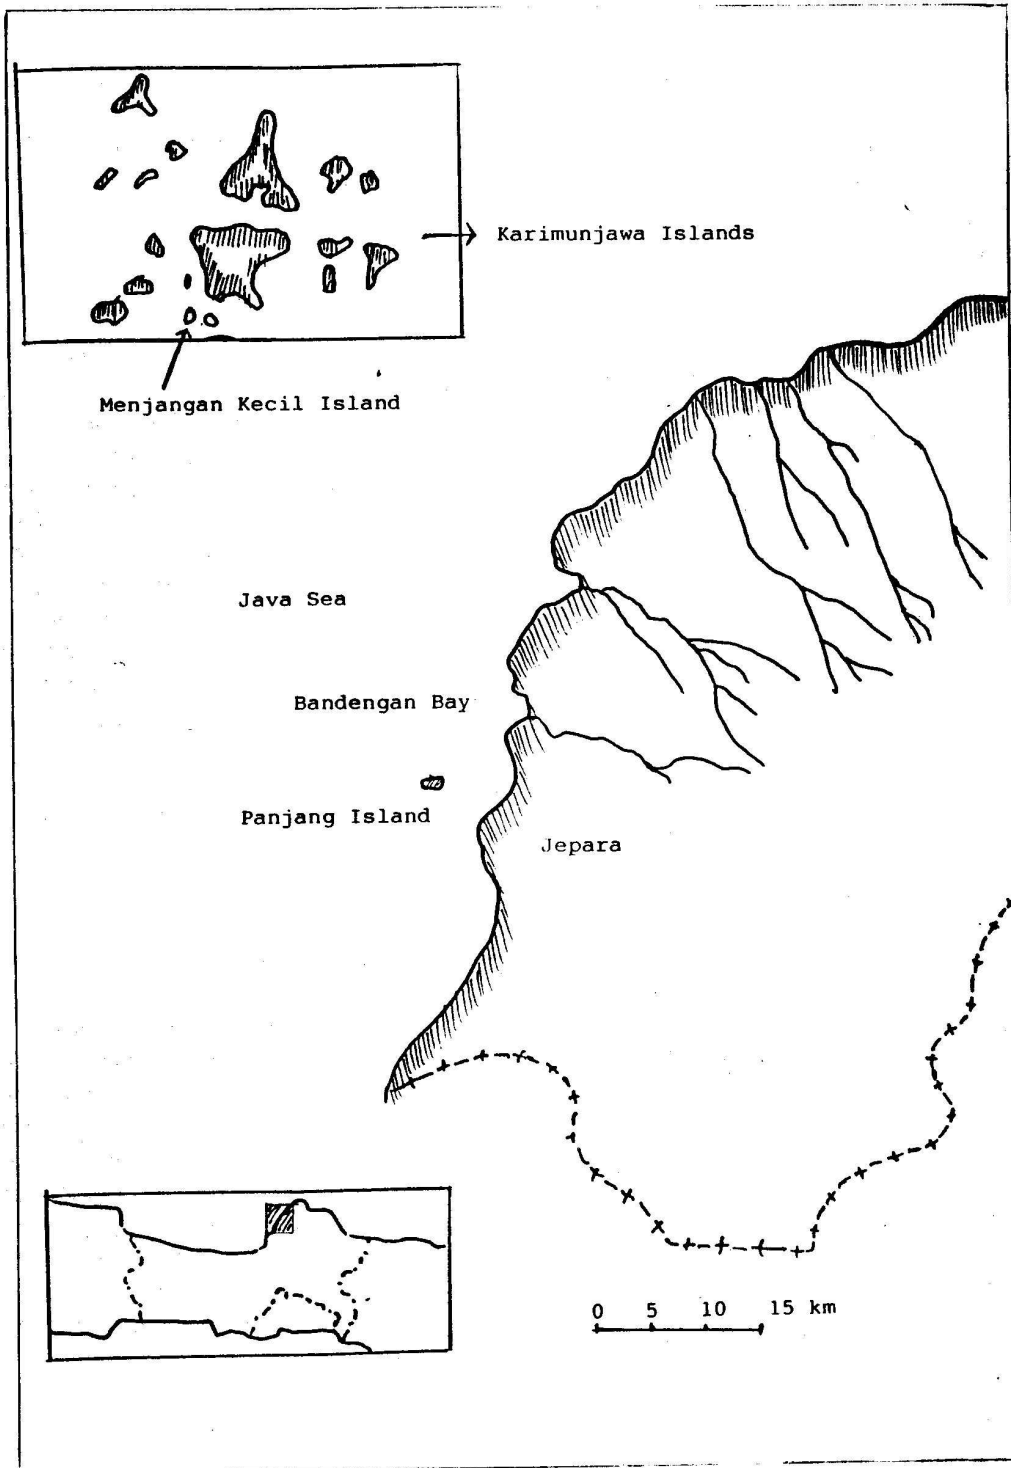 Karimunjawa Islands
Menjangan Kecil Island
Java Sea
Bandengan Bay
Panjang Island
Jepara
0 5 10 15 km